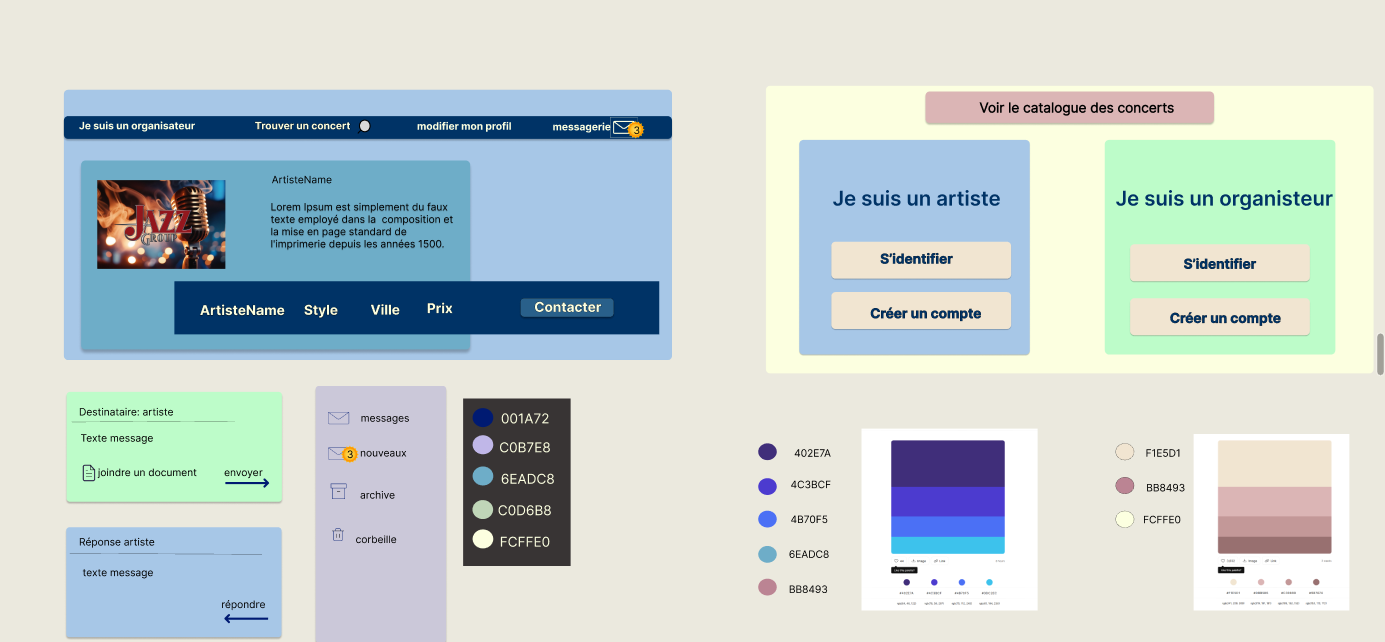 Voir le catalogue des concerts
Je suis un organisateur
Trouver un concert
modifier mon profil
messagerie
3
ArtisteName
Lorem Ipsum est simplement du faux
texte employé dans la composition et
la mise en page standard de
l'imprimerie depuis les années 1500.
JAZZ
GROUP
ArtisteName
Style
Ville
Prix
Contacter
Je suis un artiste
S'identifier
Créer un compte
Je suis un organisteur
S'identifier
Créer un compte
Destinataire: artiste
Texte message
joindre un document
envoyer
Réponse artiste
texte message
répondre
messages
3
nouveaux
archive
corbeille
001A72
C0B7E8
6EADC8
C0D6B8
FCFFE0
402E7A
4C3BCF
4B70F5
6EADC8
BB8493
F1E5D1
BB8493
FCFFE0